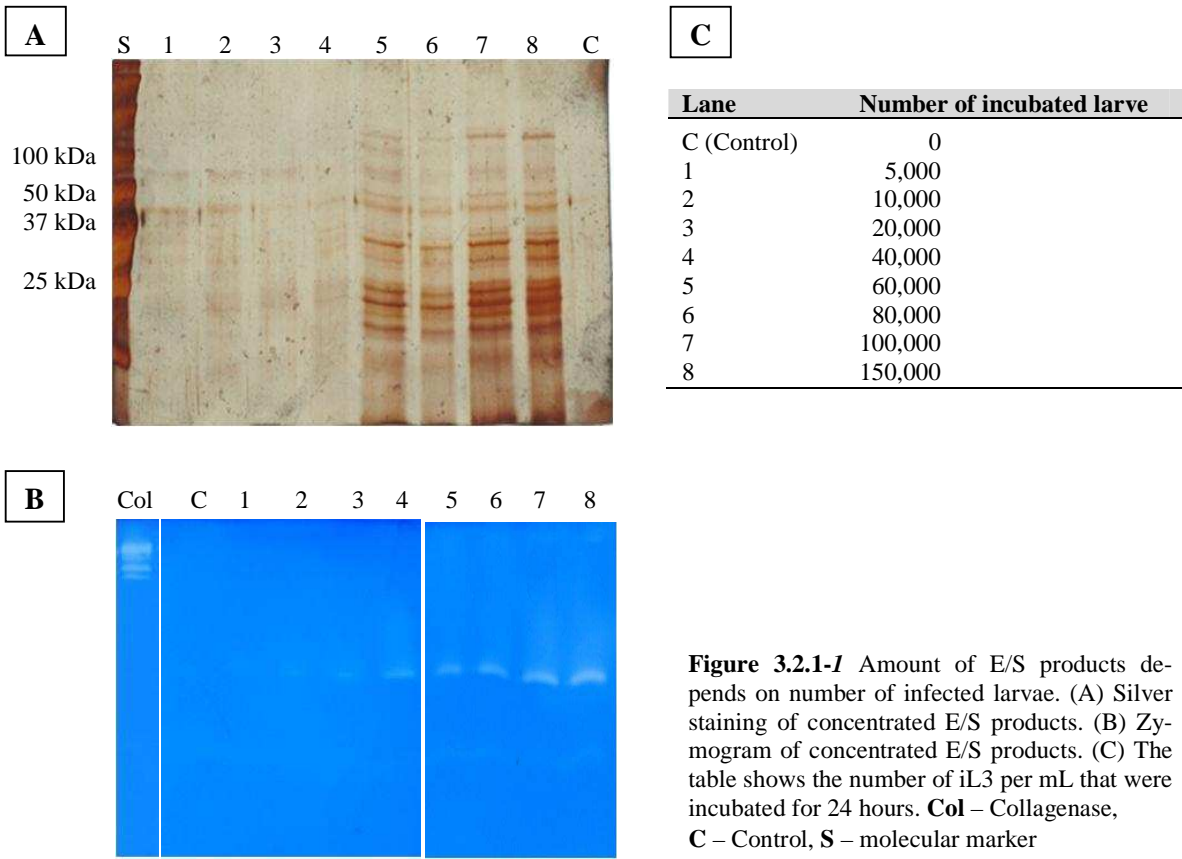 A
S 1 2 3 4 5 6 7 8 C
100 kDa
50 kDa
37 kDa
25 kDa
C
Lane Number of incubated larve
C (Control) 0
1 5,000
2 10,000
3 20,000
4 40,000
5 60,000
6 80,000
7 100,000
8 150,000
B
Col C 1 2 3 4 5 6 7 8
Figure 3.2.1-1 Amount of E/S products de-
pends on number of infected larvae. (A) Silver
staining of concentrated E/S products. (B) Zy-
mogram of concentrated E/S products. (C) The
table shows the number of iL3 per mL that were
incubated for 24 hours. Col – Collagenase,
C – Control, S – molecular marker